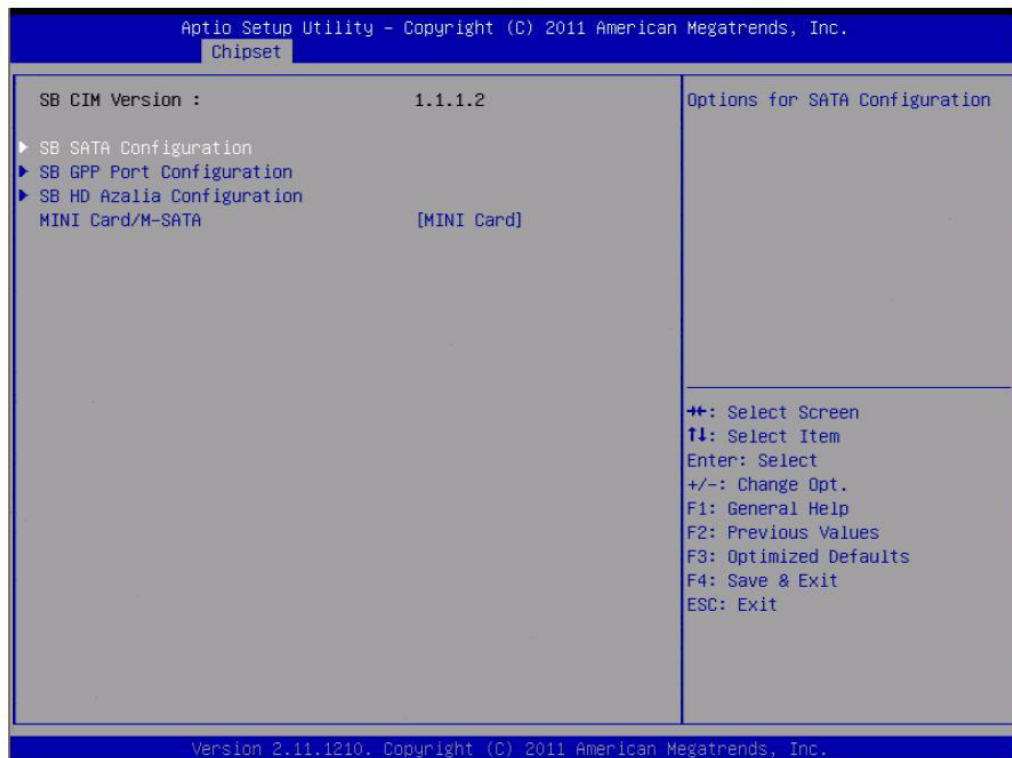 Aptio Setup Utility – Copyright (C) 2011 American Megatrends, Inc.
Chipset
SB CIM Version : 1.1.1.2
SB SATA Configuration
SB GPP Port Configuration
SB HD Azalia Configuration
MINI Card/M-SATA [MINI Card]
Options for SATA Configuration
→←: Select Screen
↑↓: Select Item
Enter: Select
+/-: Change Opt.
F1: General Help
F2: Previous Values
F3: Optimized Defaults
F4: Save & Exit
ESC: Exit
Version 2.11.1210. Copyright (C) 2011 American Megatrends, Inc.